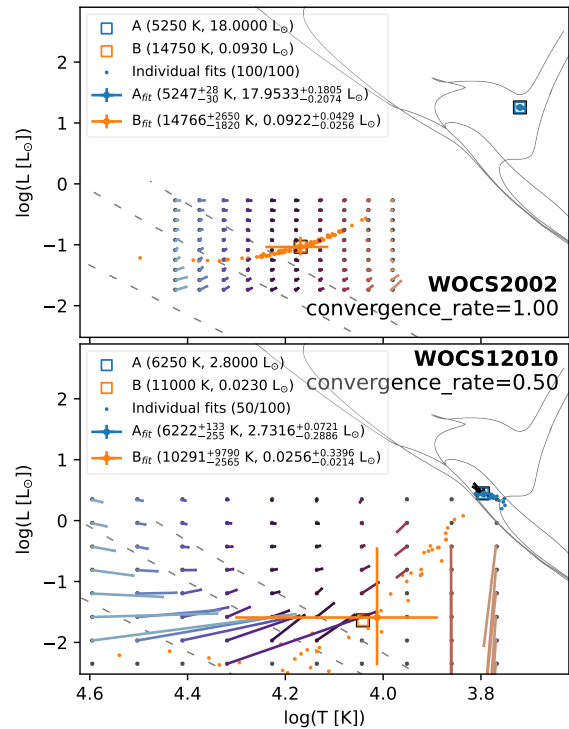 A (5250 K, 18.0000 L⊙)
B (14750 K, 0.0930 L⊙)
Individual fits (100/100)
A_fit (5247 +28 −30 K, 17.9533 +0.1805 −0.2074 L⊙)
B_fit (14766 +2650 −1820 K, 0.0922 +0.0429 −0.0256 L⊙)
log(L [L⊙])
2
1
0
−1
−2
WOCS2002
convergence_rate=1.00
WOCS12010
convergence_rate=0.50
A (6250 K, 2.8000 L⊙)
B (11000 K, 0.0230 L⊙)
Individual fits (50/100)
A_fit (6222 +133 −255 K, 2.7316 +0.0721 −0.2886 L⊙)
B_fit (10291 +9790 −2565 K, 0.0256 +0.3396 −0.0214 L⊙)
log(L [L⊙])
2
1
0
−1
−2
4.6 4.4 4.2 4.0 3.8
log(T [K])